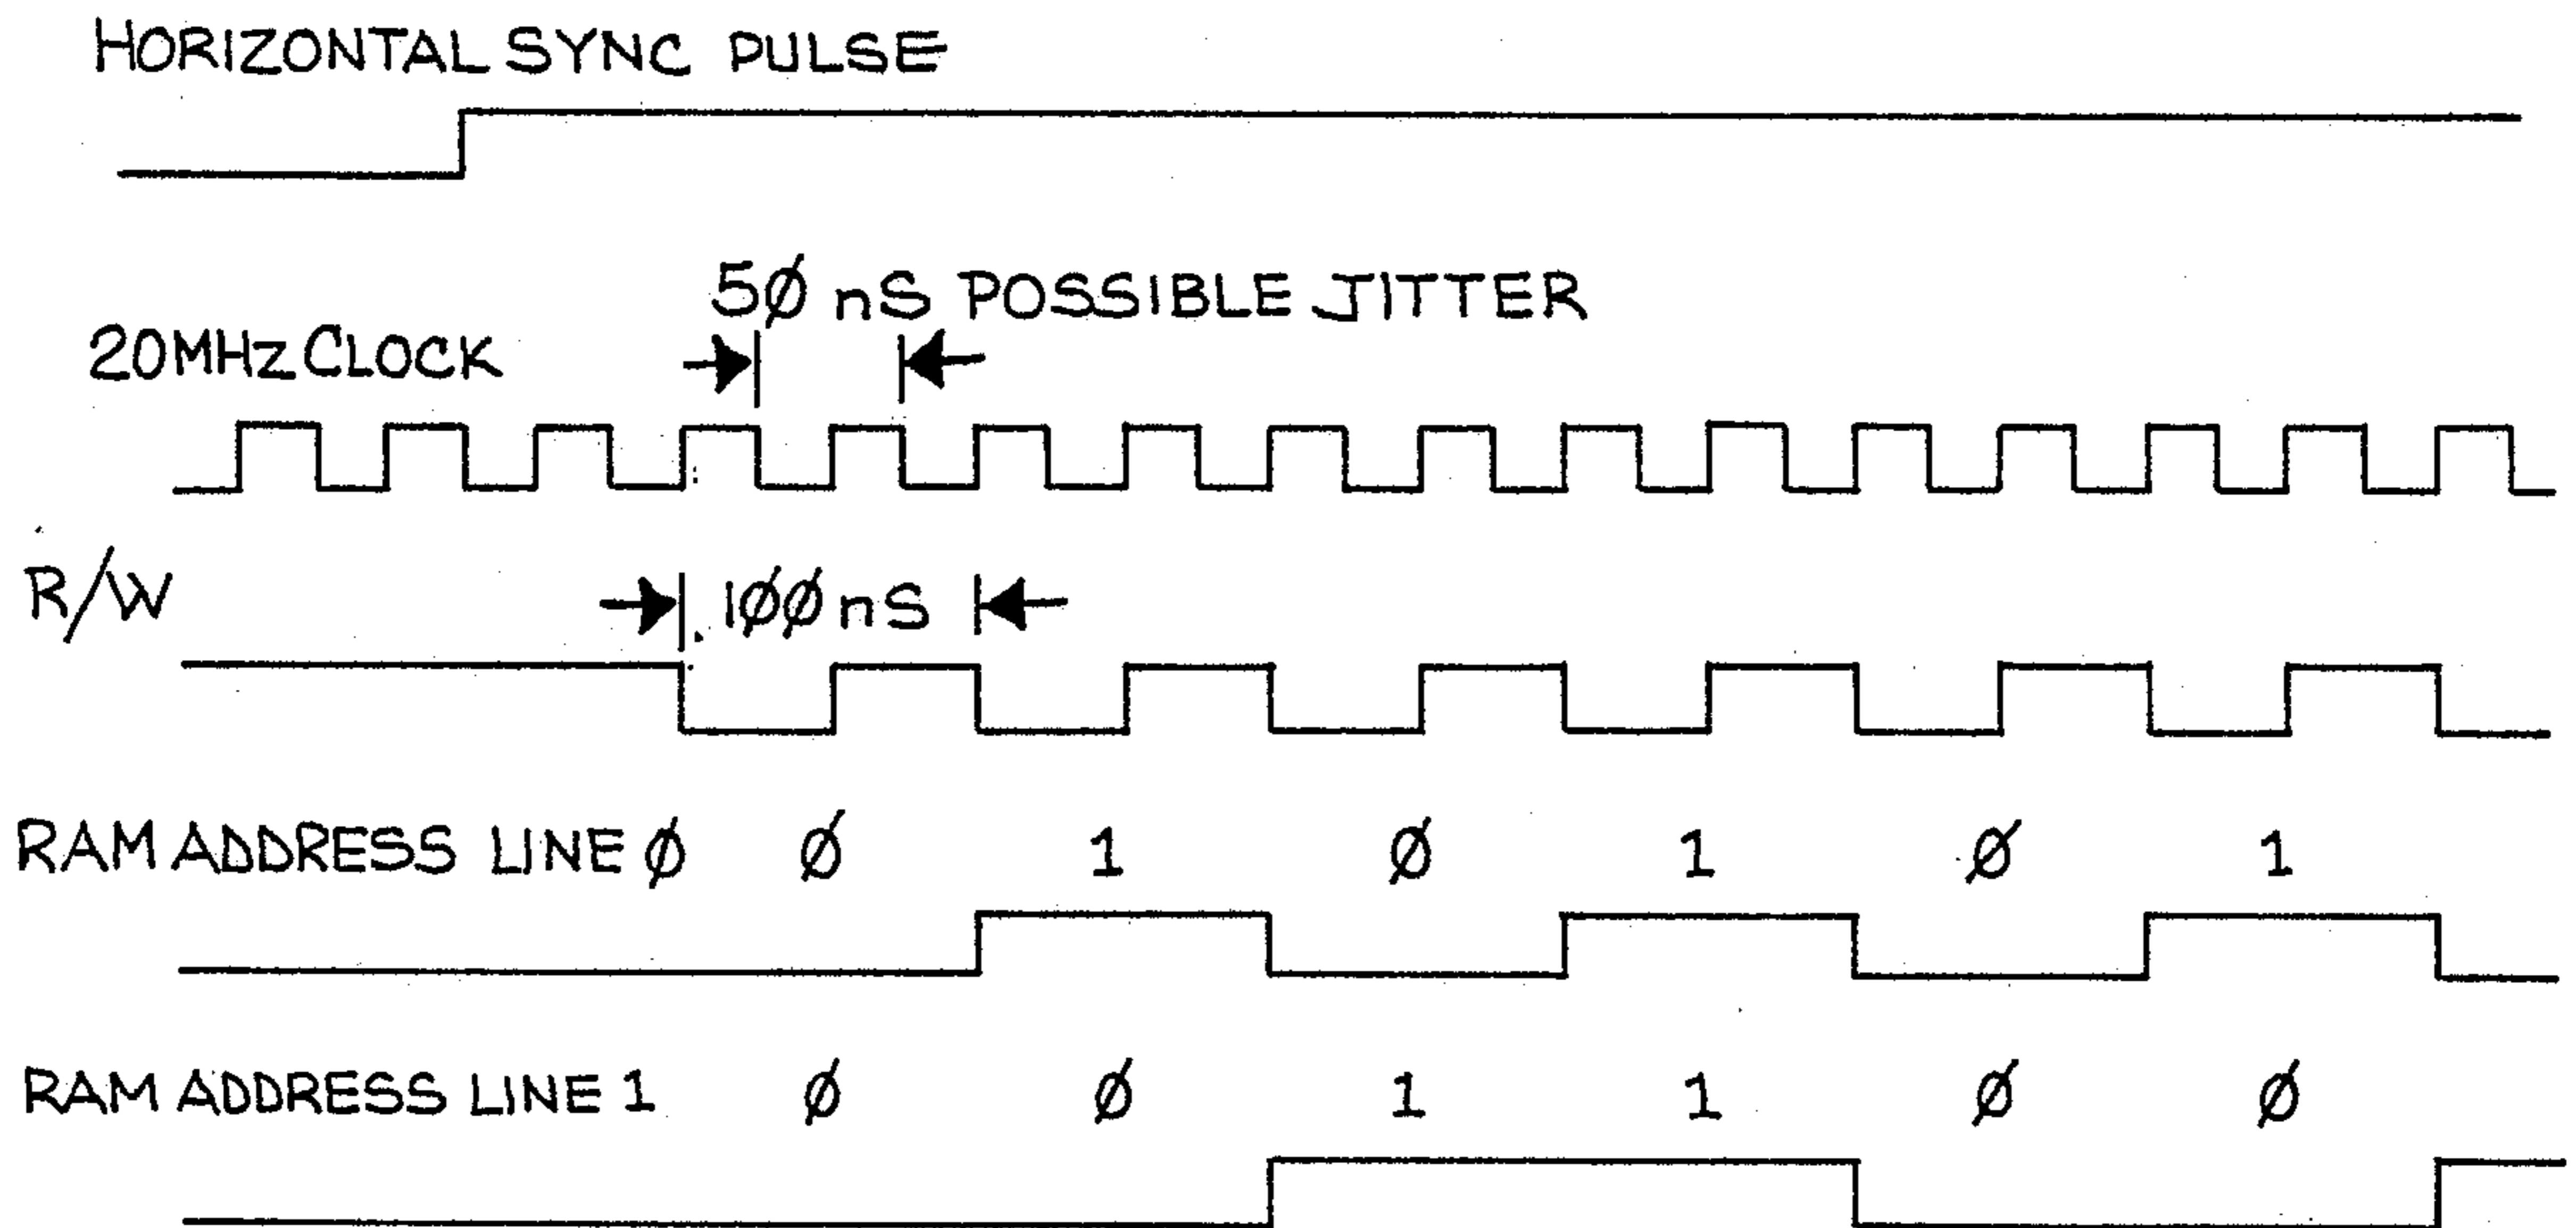 HORIZONTAL SYNC PULSE
5Ø nS POSSIBLE JITTER
20MHz CLOCK
R/W
1ØØ nS
RAM ADDRESS LINE Ø Ø 1 Ø 1 Ø 1
RAM ADDRESS LINE 1 Ø Ø 1 1 Ø Ø